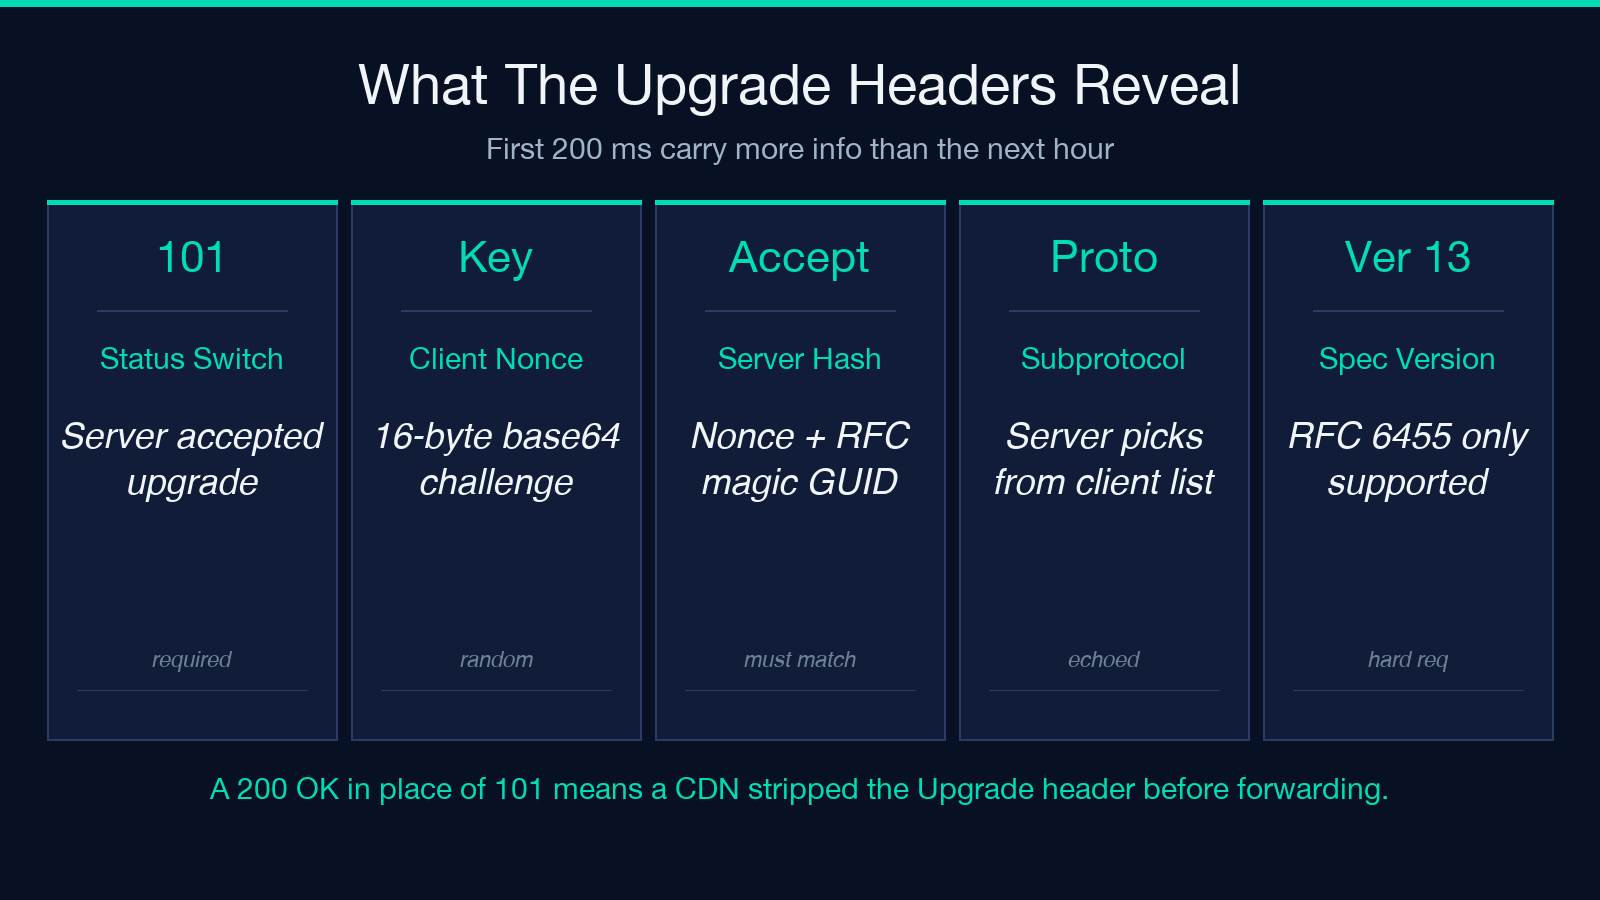 What The Upgrade Headers Reveal
First 200 ms carry more info than the next hour
101
Status Switch
Server accepted
upgrade
required
Key
Client Nonce
16-byte base64
challenge
random
Accept
Server Hash
Nonce + RFC
magic GUID
must match
Proto
Subprotocol
Server picks
from client list
echoed
Ver 13
Spec Version
RFC 6455 only
supported
hard req
A 200 OK in place of 101 means a CDN stripped the Upgrade header before forwarding.